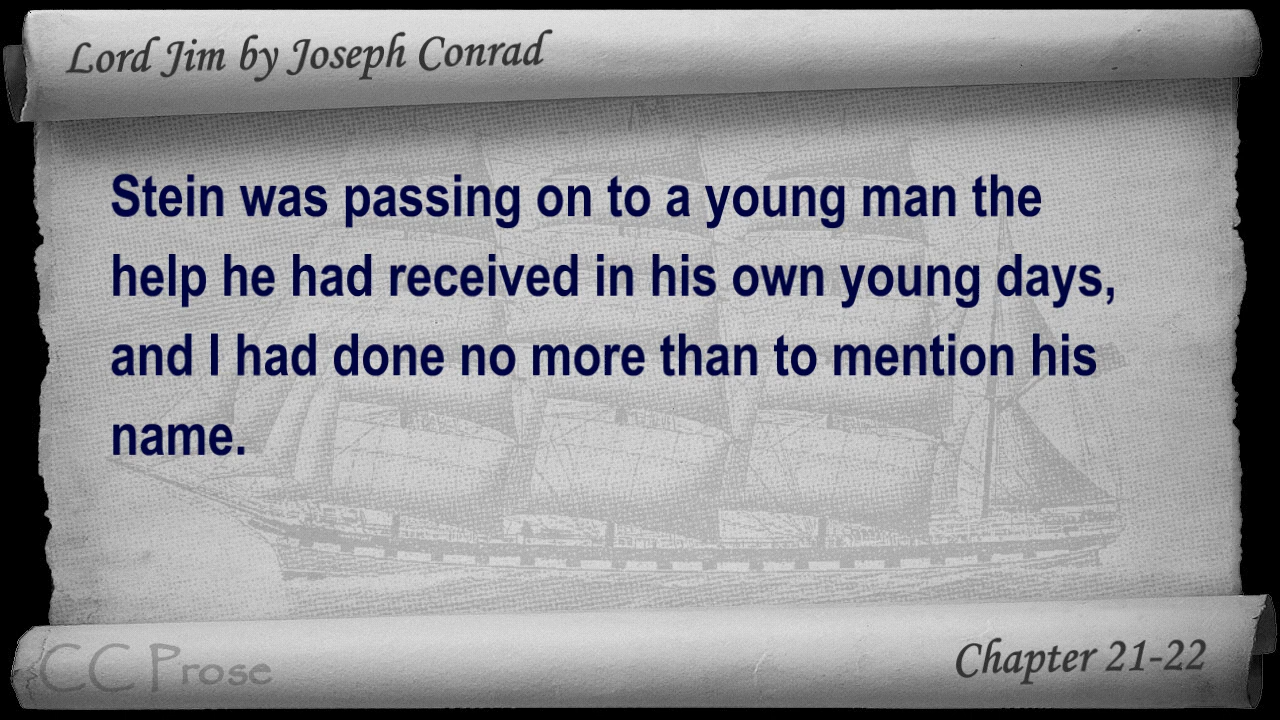 Lord Jim by Joseph Conrad
Stein was passing on to a young man the
help he had received in his own young days,
and I had done no more than to mention his
name.
CC Prose
Chapter 21-22